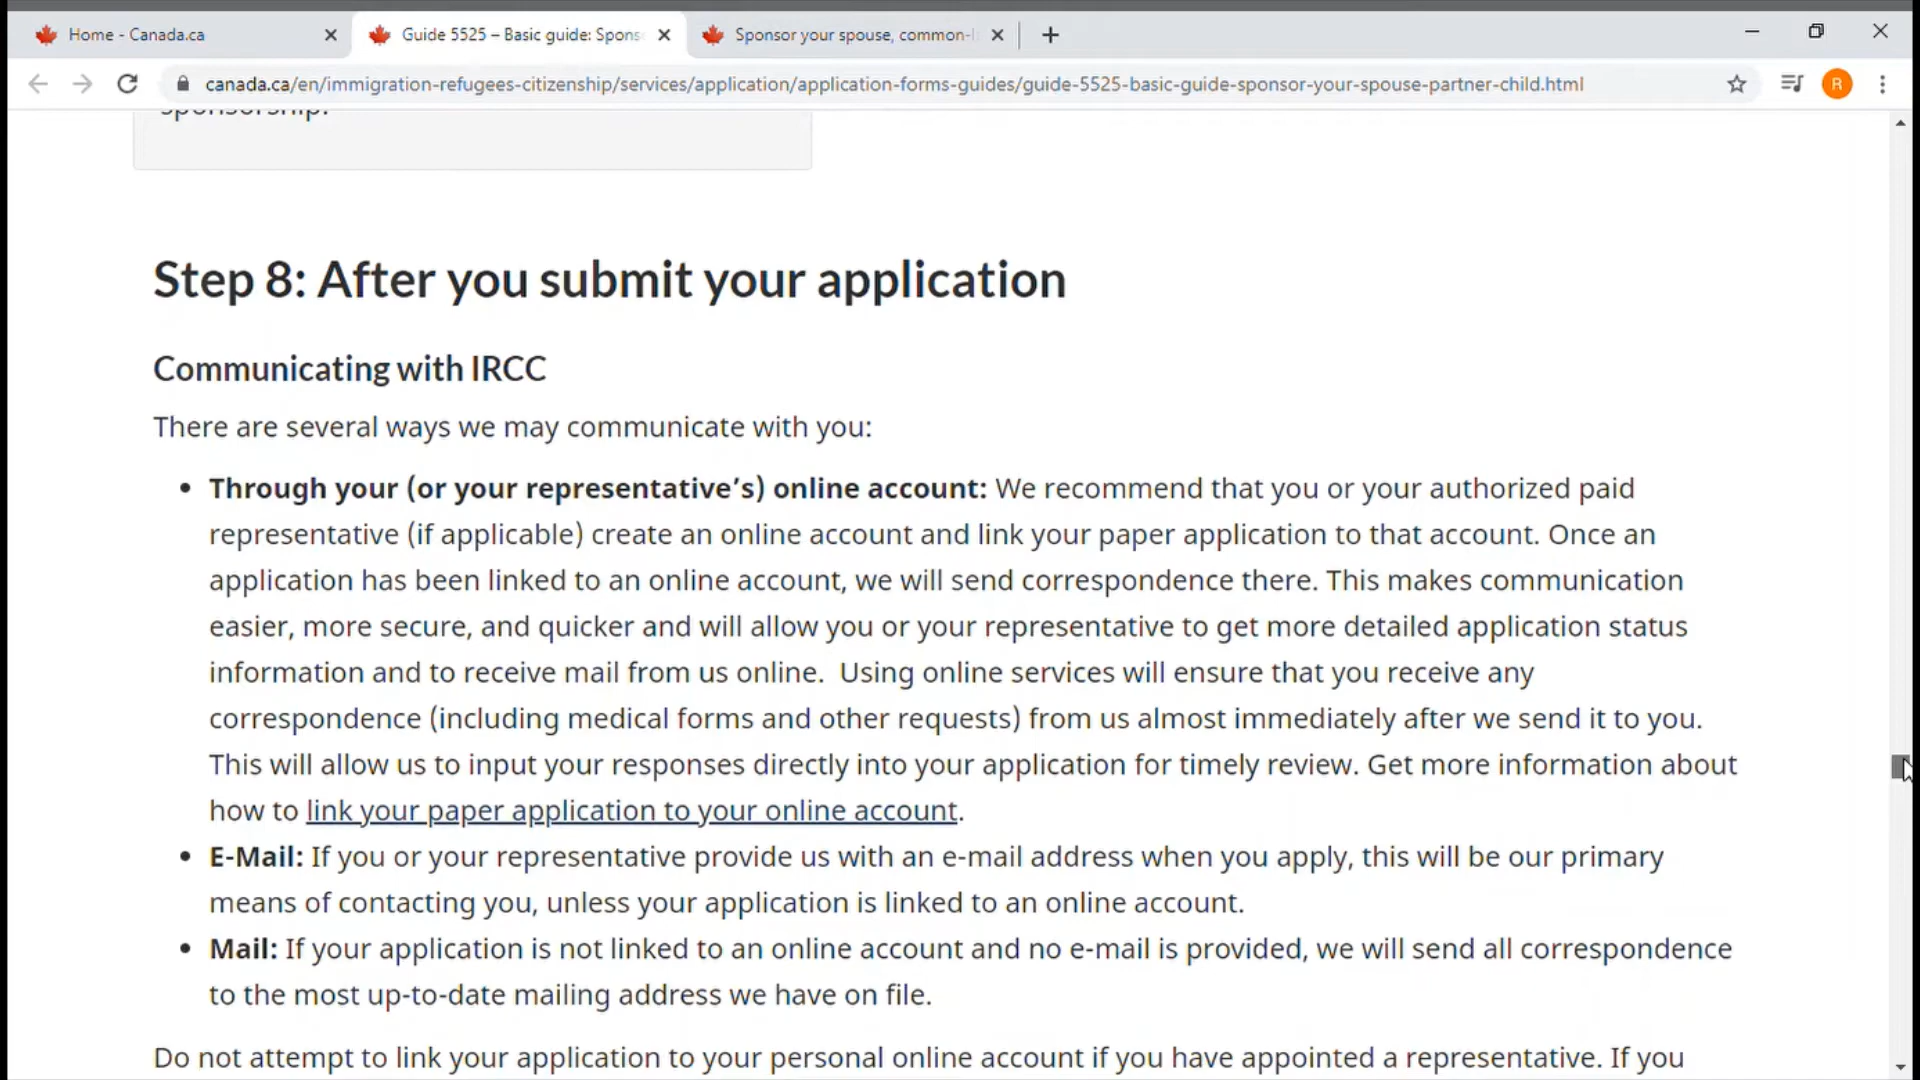 Home - Canada.ca
Guide 5525 – Basic guide: Spons
Sponsor your spouse, common-l
canada.ca/en/immigration-refugees-citizenship/services/application/application-forms-guides/guide-5525-basic-guide-sponsor-your-spouse-partner-child.html
R
sponsorship.
Step 8: After you submit your application
Communicating with IRCC
There are several ways we may communicate with you:
• Through your (or your representative’s) online account: We recommend that you or your authorized paid
representative (if applicable) create an online account and link your paper application to that account. Once an
application has been linked to an online account, we will send correspondence there. This makes communication
easier, more secure, and quicker and will allow you or your representative to get more detailed application status
information and to receive mail from us online.  Using online services will ensure that you receive any
correspondence (including medical forms and other requests) from us almost immediately after we send it to you.
This will allow us to input your responses directly into your application for timely review. Get more information about
how to link your paper application to your online account.
• E-Mail: If you or your representative provide us with an e-mail address when you apply, this will be our primary
means of contacting you, unless your application is linked to an online account.
• Mail: If your application is not linked to an online account and no e-mail is provided, we will send all correspondence
to the most up-to-date mailing address we have on file.
Do not attempt to link your application to your personal online account if you have appointed a representative. If you